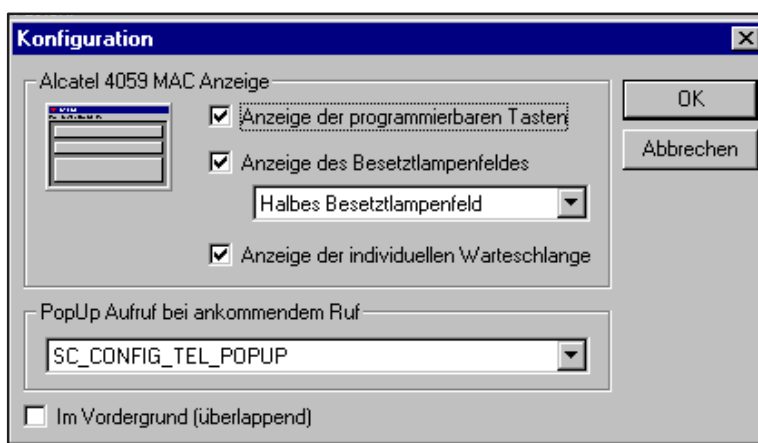 Konfiguration
Alcatel 4059 MAC Anzeige
Anzeige der programmierbaren Tasten
Anzeige des Besetztlampenfeldes
Halbes Besetztlampenfeld
Anzeige der individuellen Warteschlange
OK
Abbrechen
PopUp Aufruf bei ankommendem Ruf
SC_CONFIG_TEL_POPUP
Im Vordergrund (überlappend)